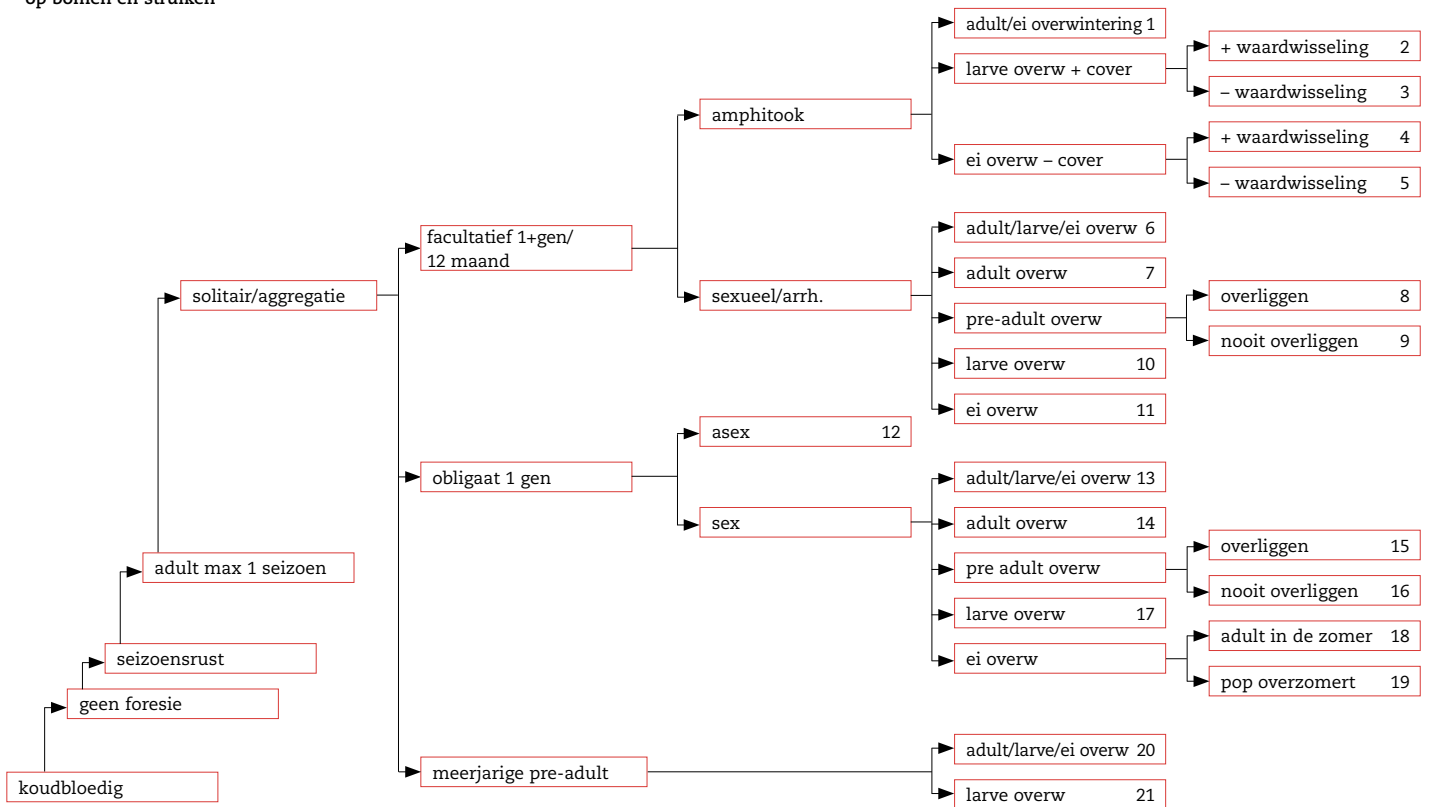 op bomen en struiken
adult/ei overwintering 1
+ waardwisseling 2
larve overw + cover
– waardwisseling 3
amphitook
+ waardwisseling 4
ei overw – cover
– waardwisseling 5
facultatief 1+gen/
12 maand
adult/larve/ei overw 6
adult overw 7
solitair/aggregatie
sexueel/arrh.
overliggen 8
pre-adult overw
nooit overliggen 9
larve overw 10
ei overw 11
asex 12
obligaat 1 gen
adult/larve/ei overw 13
sex
adult overw 14
overliggen 15
adult max 1 seizoen
pre adult overw
nooit overliggen 16
larve overw 17
adult in de zomer 18
seizoensrust
ei overw
pop overzomert 19
geen foresie
adult/larve/ei overw 20
meerjarige pre-adult
koudbloedig
larve overw 21